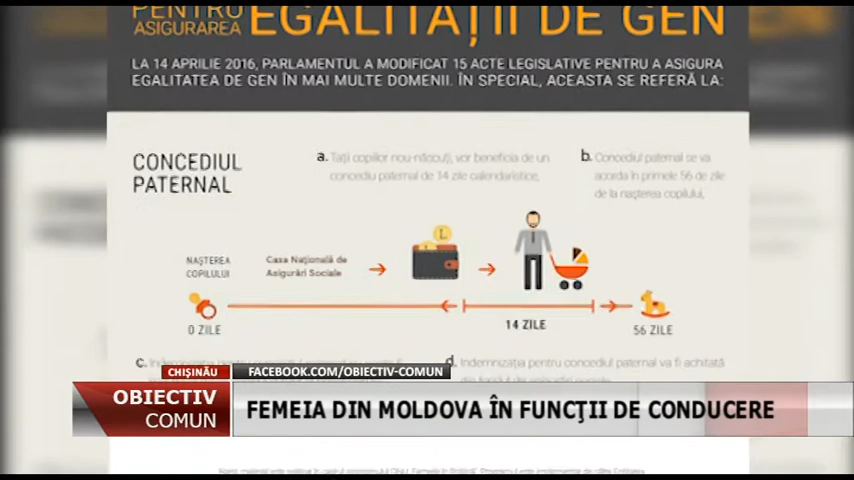 PENTRU
ASIGURAREA
EGALITĂȚII DE GEN
LA 14 APRILIE 2016, PARLAMENTUL A MODIFICAT 15 ACTE LEGISLATIVE PENTRU A ASIGURA
EGALITATEA DE GEN ÎN MAI MULTE DOMENII. ÎN SPECIAL, ACEASTA SE REFERĂ LA:
CONCEDIUL
PATERNAL
a. Tații copiilor nou-născuți, vor beneficia de un
concediu paternal de 14 zile calendaristice,
b. Concediul paternal se va
acorda în primele 56 de zile
de la nașterea copilului,
NAȘTEREA
COPILULUI
Casa Națională de
Asigurări Sociale
L
0 ZILE
14 ZILE
56 ZILE
c.
d. Indemnizația pentru concediul paternal va fi achitată
CHIŞINĂU
FACEBOOK.COM/OBIECTIV-COMUN
OBIECTIV
COMUN
FEMEIA DIN MOLDOVA ÎN FUNCŢII DE CONDUCERE